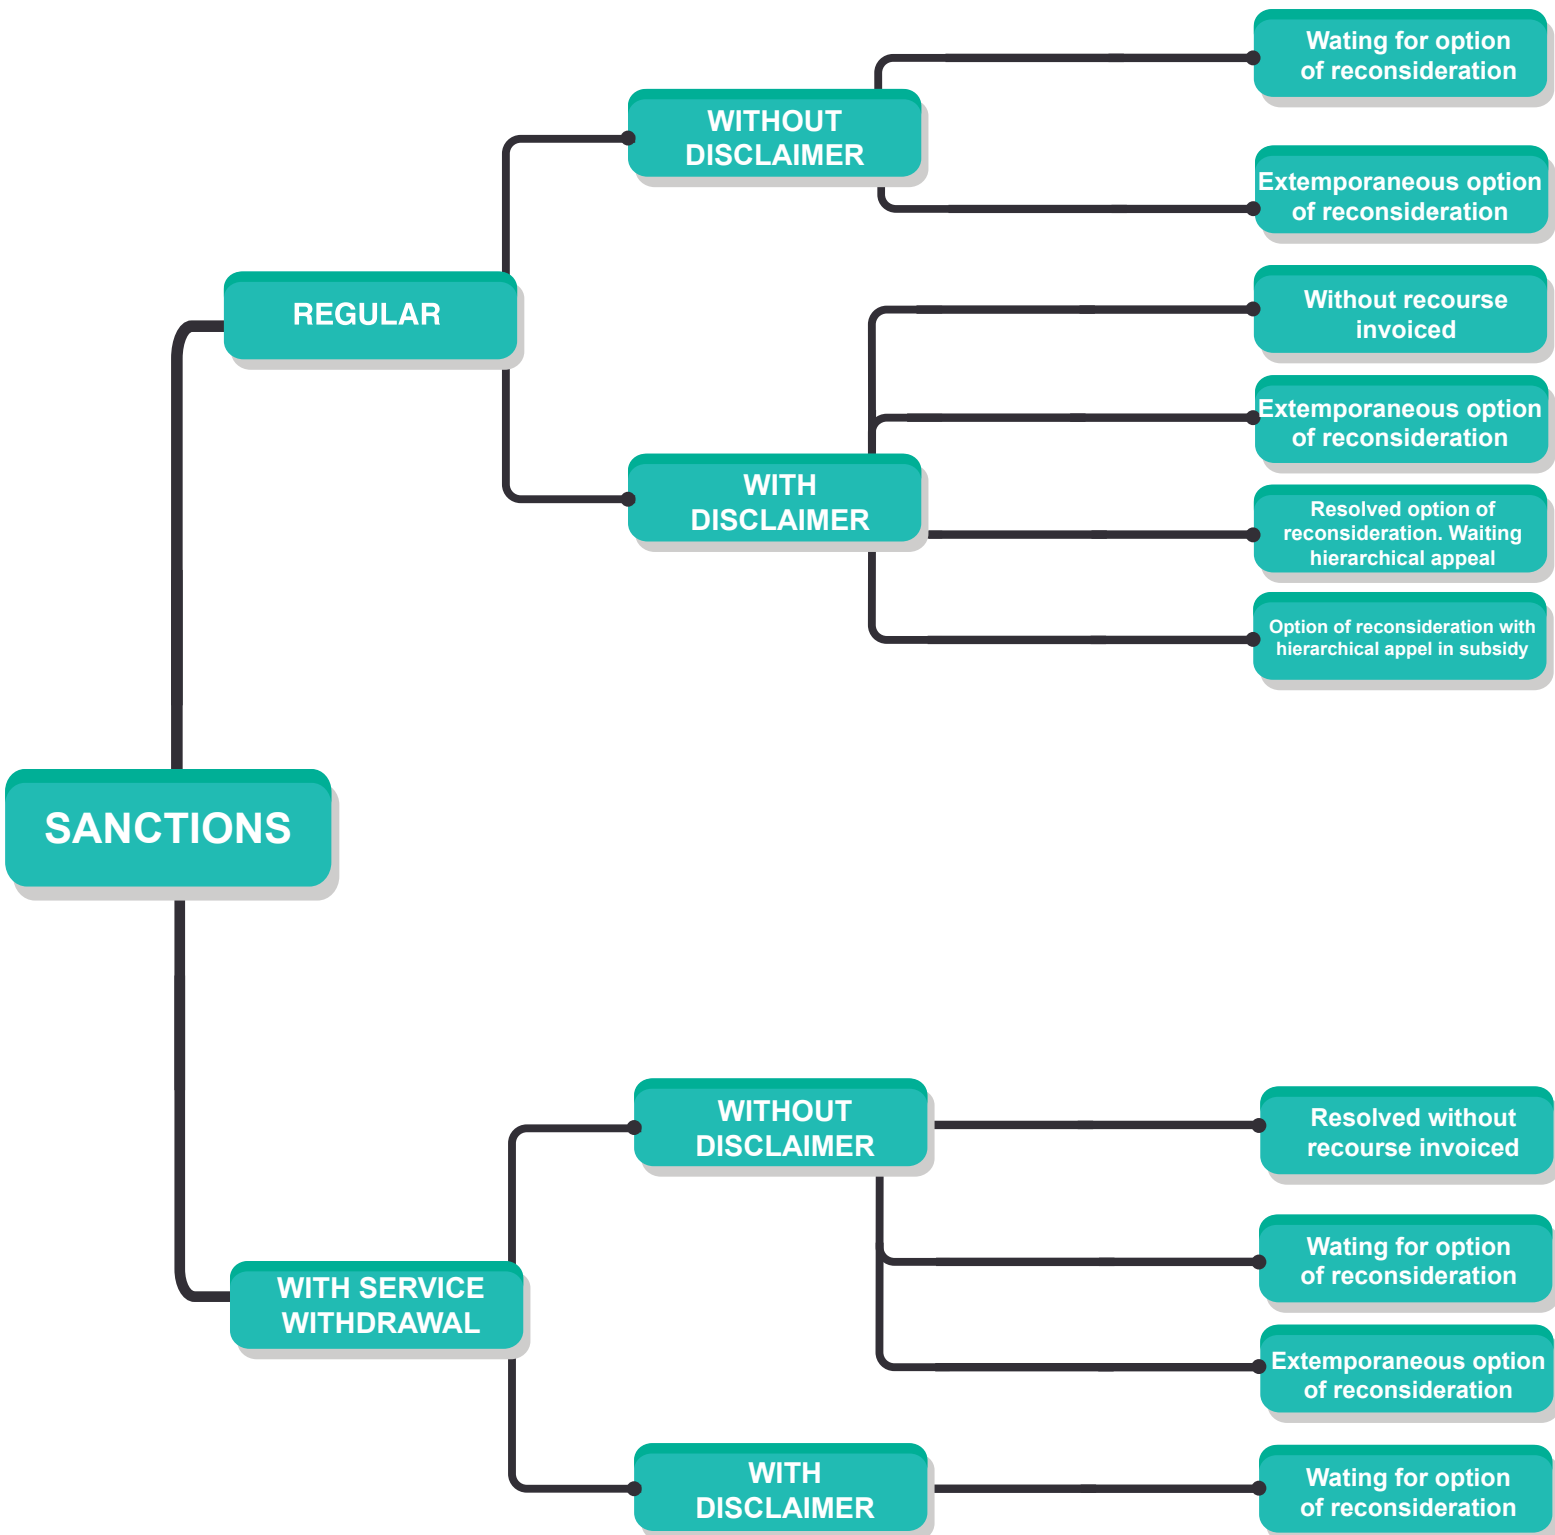 Wating for option
of reconsideration
WITHOUT
DISCLAIMER
Extemporaneous option
of reconsideration
REGULAR
Without recourse
invoiced
Extemporaneous option
of reconsideration
WITH
DISCLAIMER
Resolved option of
reconsideration. Waiting
hierarchical appeal
Option of reconsideration with
hierarchical appel in subsidy
SANCTIONS
WITHOUT
DISCLAIMER
Resolved without
recourse invoiced
Wating for option
of reconsideration
WITH SERVICE
WITHDRAWAL
Extemporaneous option
of reconsideration
WITH
DISCLAIMER
Wating for option
of reconsideration